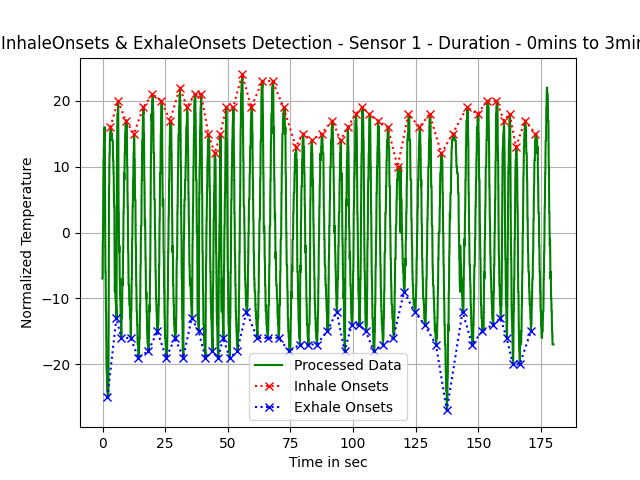 InhaleOnsets & ExhaleOnsets Detection - Sensor 1 - Duration - 0mins to 3mi
Normalized Temperature
20
10
0
−10
−20
Processed Data
Inhale Onsets
Exhale Onsets
0 25 50 75 100 125 150 175
Time in sec